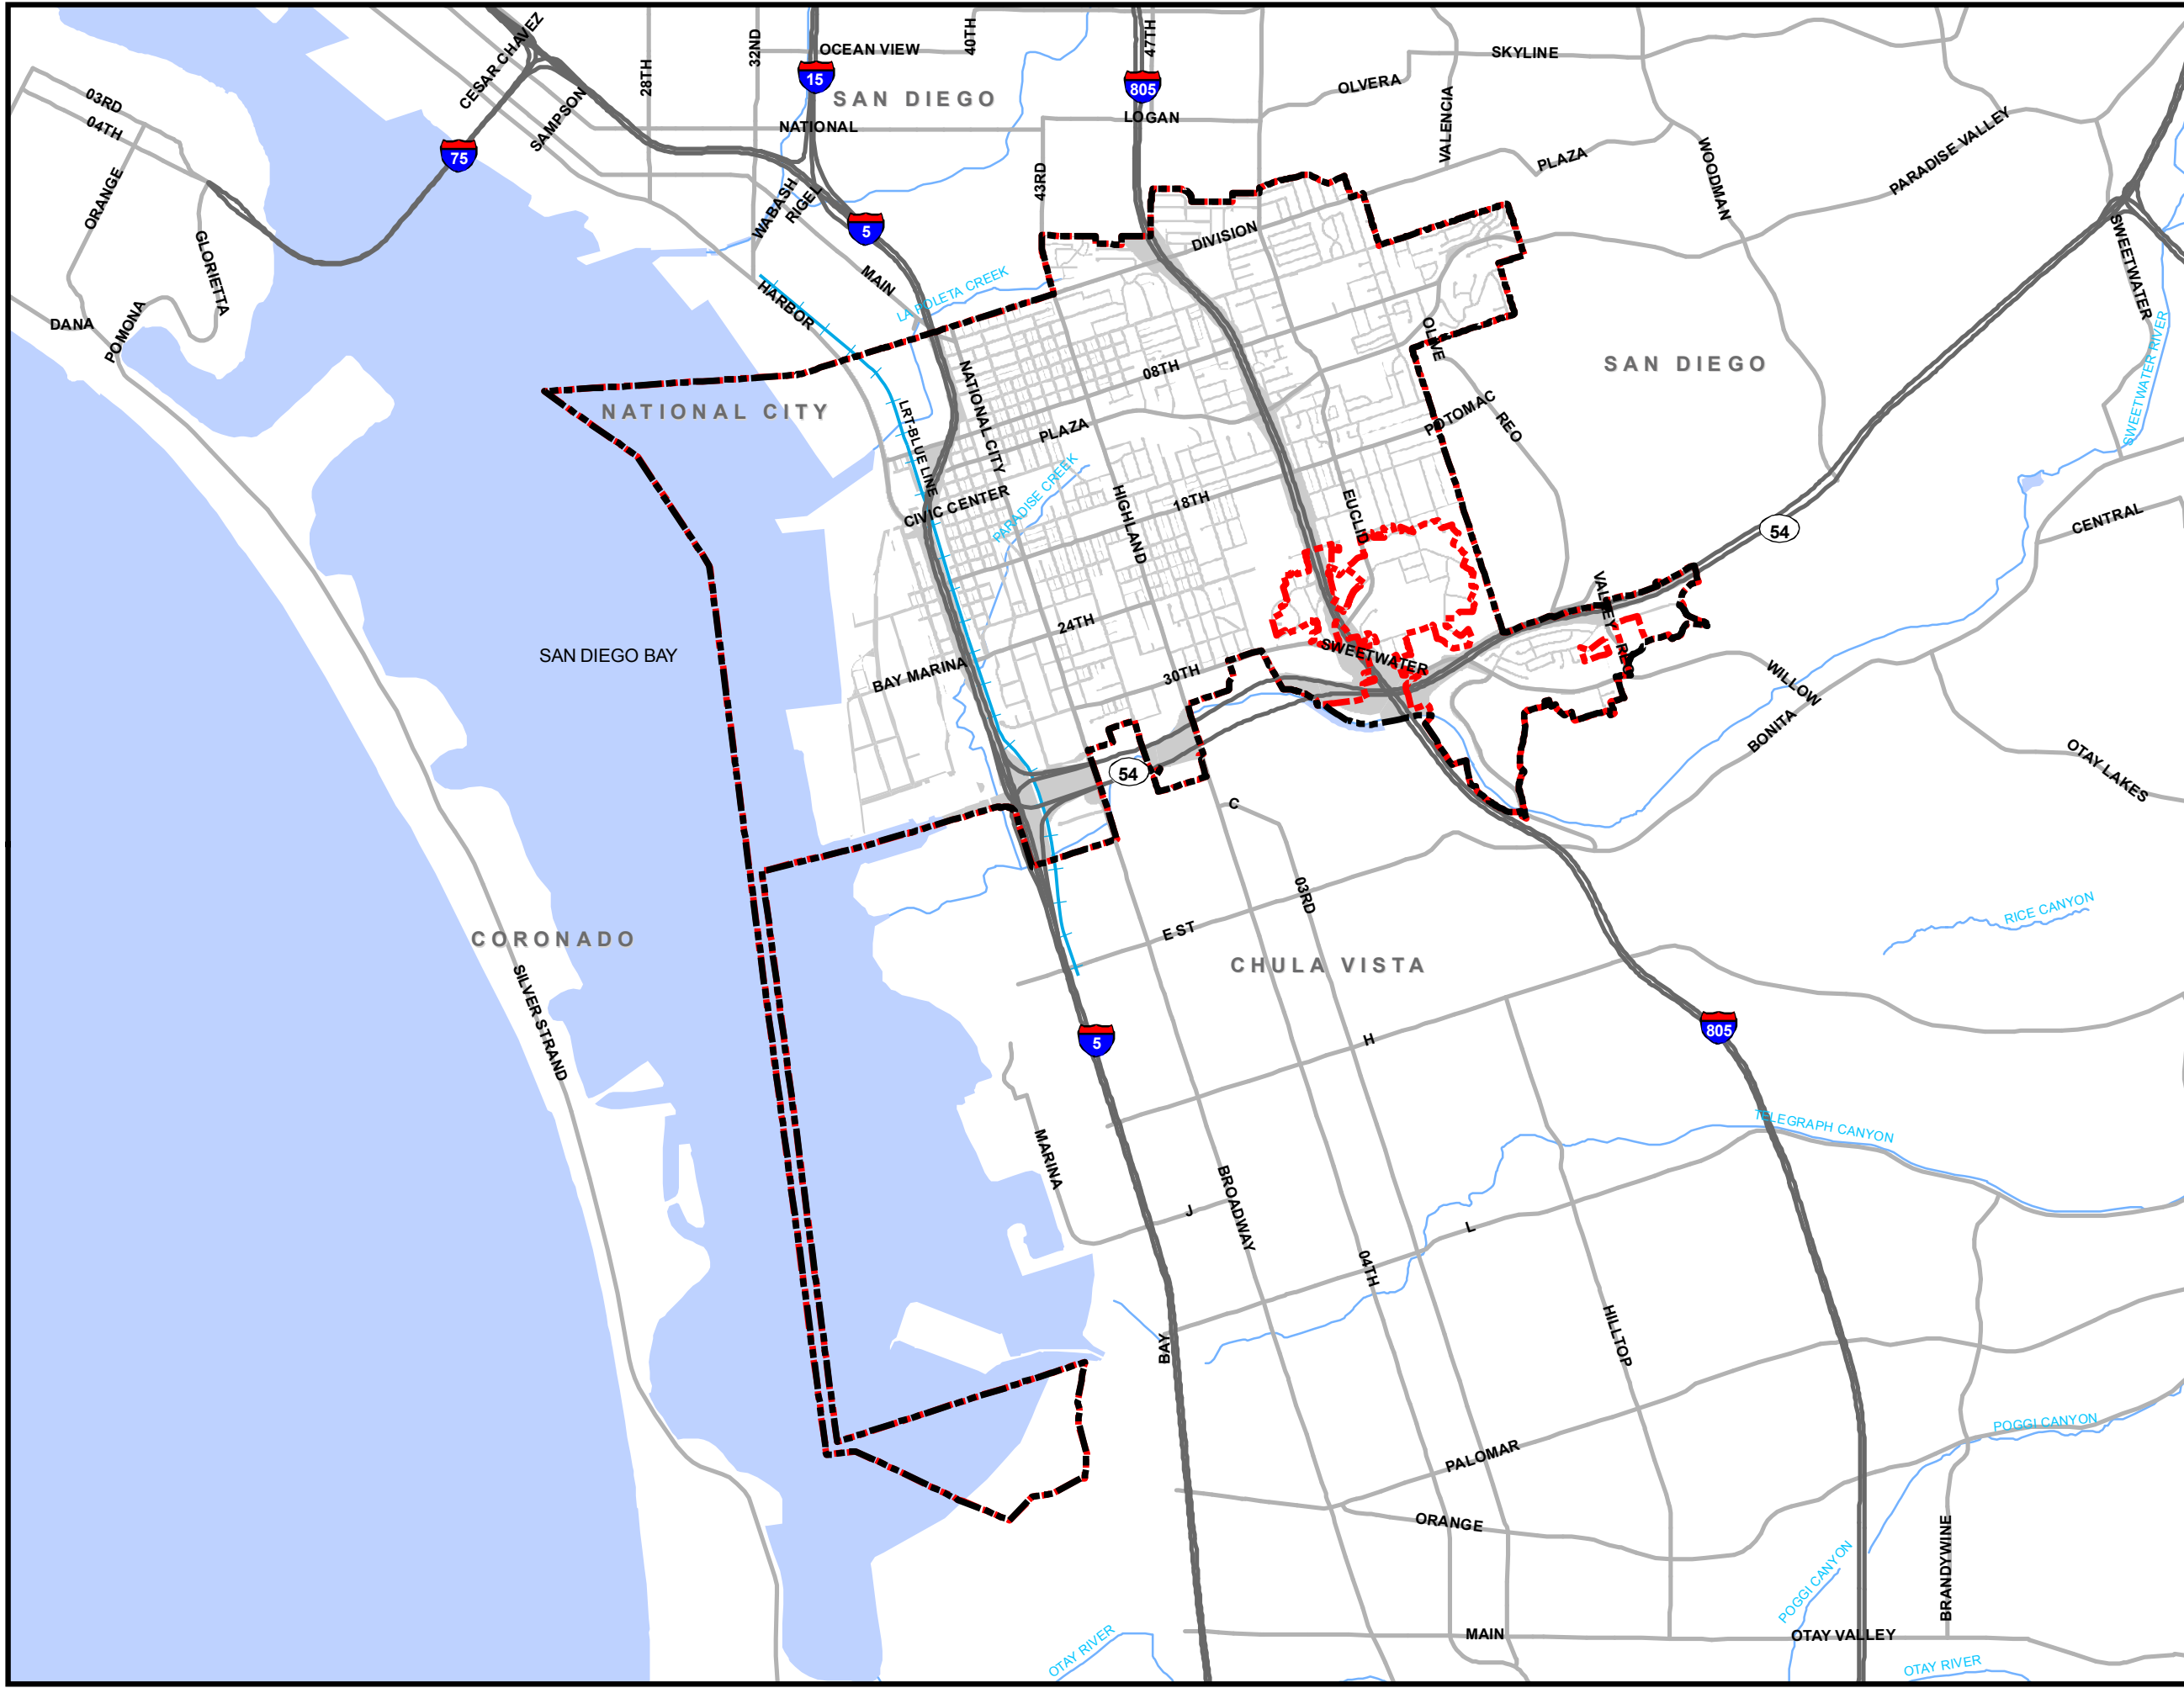 CESAR CHAVEZ
28TH
32ND
OCEAN VIEW
40TH
47TH
SKYLINE
15
805
OLVERA
SAN DIEGO
03RD
04TH
SAMPSON
NATIONAL
LOGAN
VALENCIA
PLAZA
WOODMAN
PARADISE VALLEY
75
ORANGE
43RD
WABASH
RIGEL
5
DIVISION
SWEETWATER
GLORIETTA
MAIN
LA POLETA CREEK
HARBOR
DANA
POMONA
OLIVE
SAN DIEGO
SWEETWATER RIVER
NATIONAL CITY
NATIONAL CITY
08TH
LRT-BLUE LINE
PLAZA
POTOMAC
REO
PARADISE CREEK
CIVIC CENTER
HIGHLAND
18TH
EUCLID
54
CENTRAL
VALLEY REO
24TH
SAN DIEGO BAY
BAY MARINA
30TH
SWEETWATER
WILLOW
BONITA
OTAY LAKES
54
C
03RD
RICE CANYON
E ST
CORONADO
CHULA VISTA
SILVER STRAND
5
H
805
TELEGRAPH CANYON
MARINA
BROADWAY
J
L
04TH
BAY
HILLTOP
POGGI CANYON
PALOMAR
ORANGE
POGGI CANYON
BRANDYWINE
MAIN
OTAY VALLEY
OTAY RIVER
OTAY RIVER